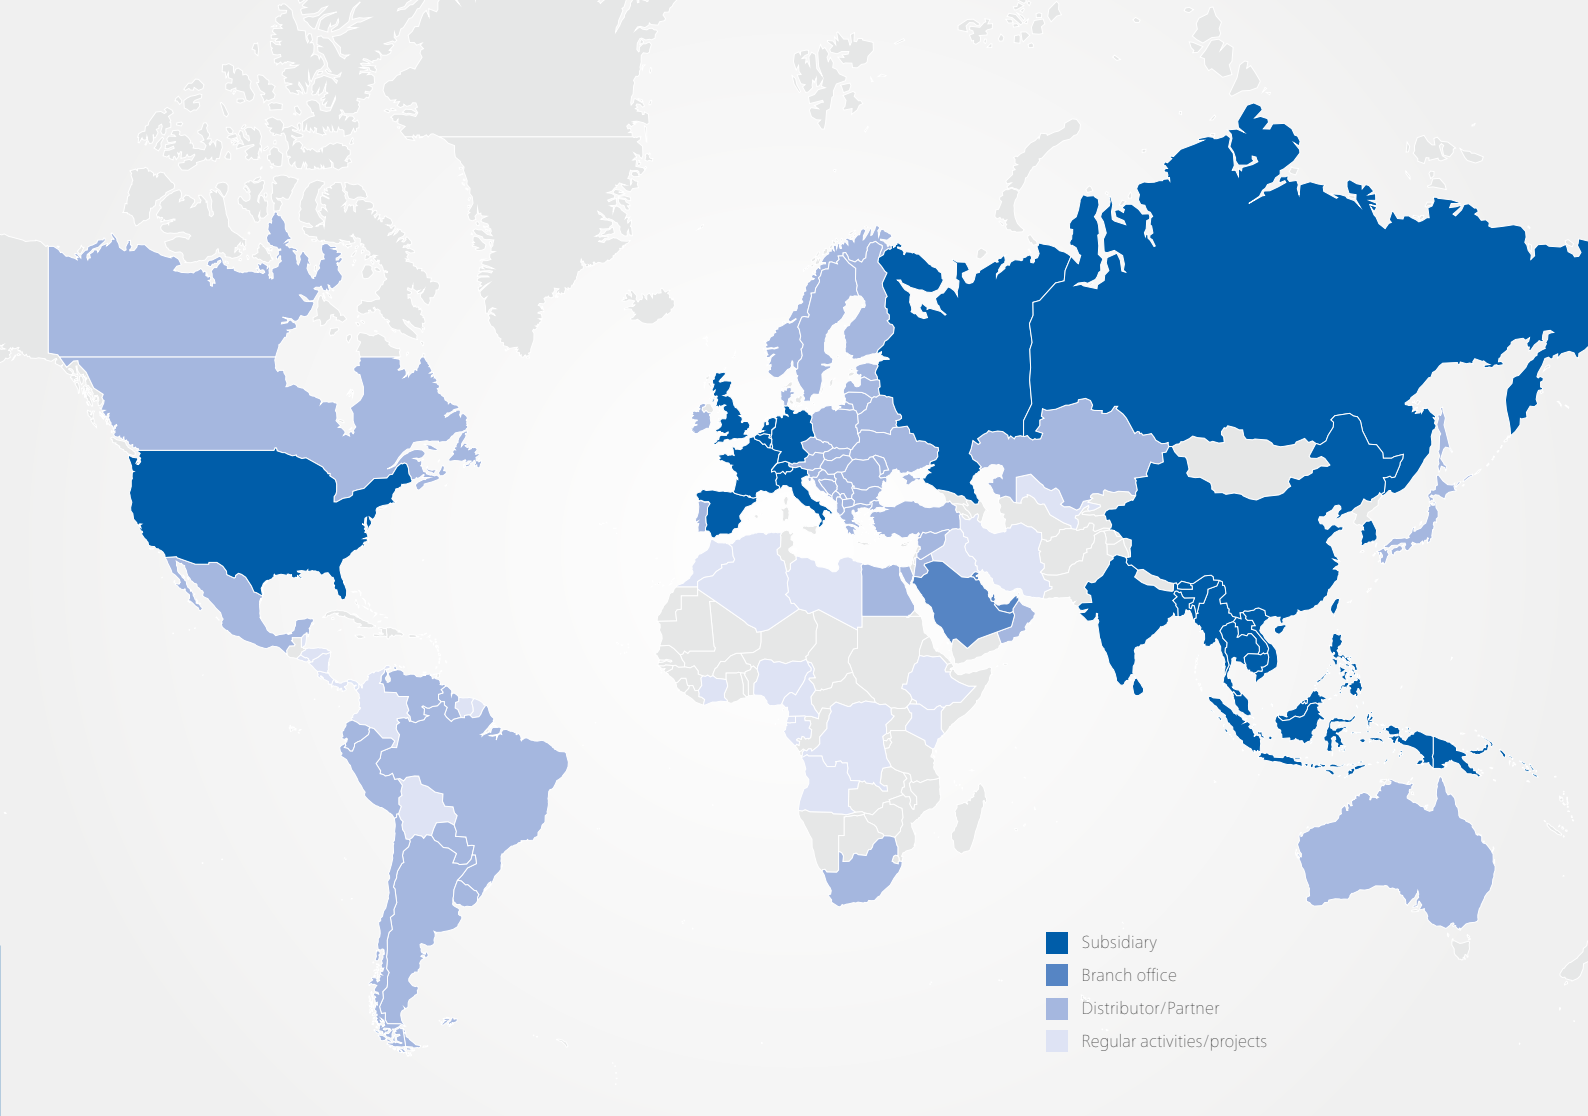 Subsidiary
Branch office
Distributor/Partner
Regular activities/projects